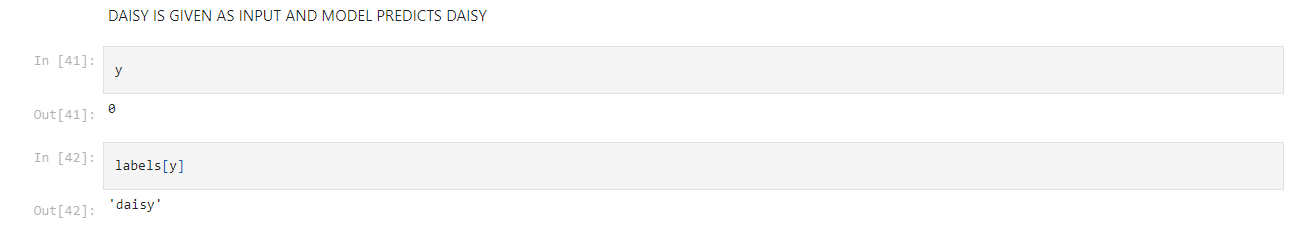 DAISY IS GIVEN AS INPUT AND MODEL PREDICTS DAISY
In [41]:
y
Out[41]:
0
In [42]:
labels[y]
Out[42]:
'daisy'